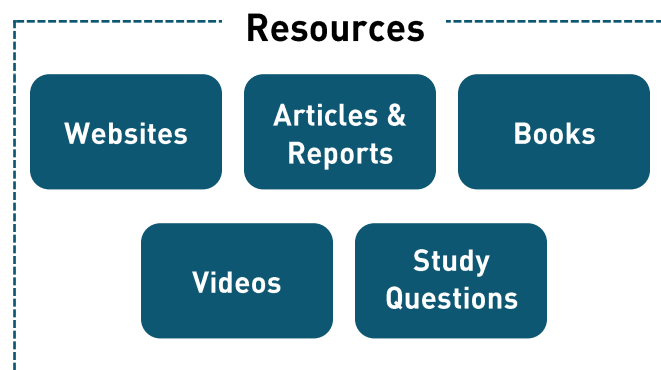 Resources
Websites
Articles &
Reports
Books
Videos
Study
Questions